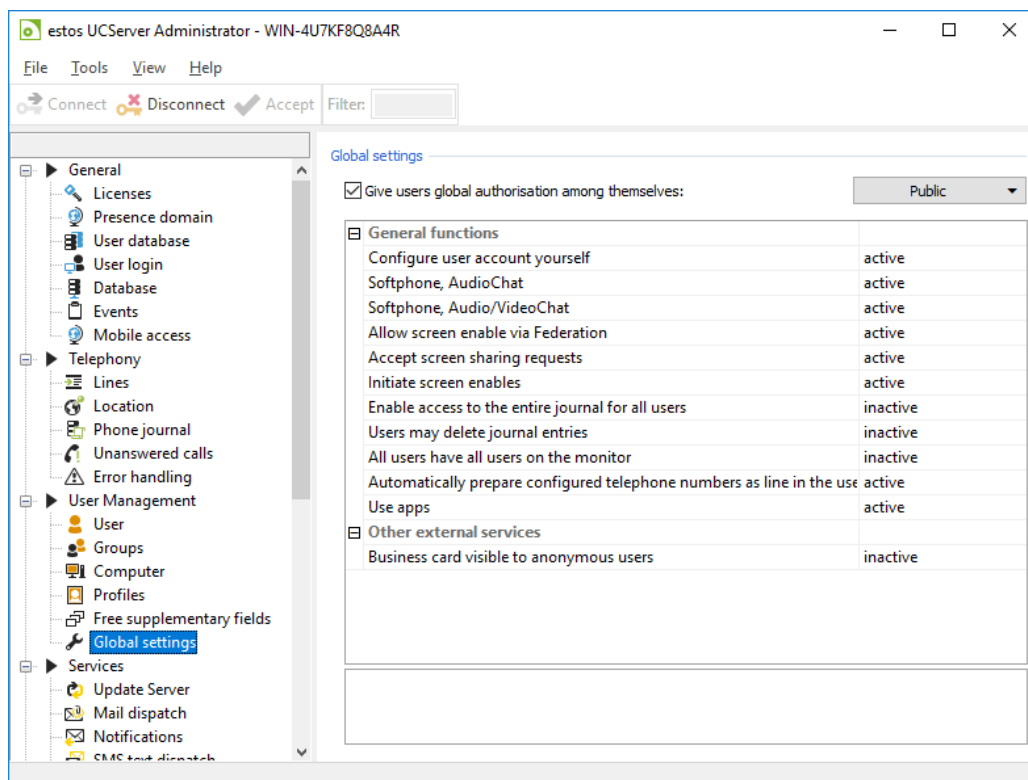 estos UCServer Administrator - WIN-4U7KF8Q8A4R
File Tools View Help
Connect Disconnect Accept Filter:
General
Licenses
Presence domain
User database
User login
Database
Events
Mobile access
Telephony
Lines
Location
Phone journal
Unanswered calls
Error handling
User Management
User
Groups
Computer
Profiles
Free supplementary fields
Global settings
Services
Update Server
Mail dispatch
Notifications
SMS text dispatch
Global settings
Give users global authorisation among themselves: Public
General functions
Configure user account yourself active
Softphone, AudioChat active
Softphone, Audio/VideoChat active
Allow screen enable via Federation active
Accept screen sharing requests active
Initiate screen enables active
Enable access to the entire journal for all users inactive
Users may delete journal entries inactive
All users have all users on the monitor inactive
Automatically prepare configured telephone numbers as line in the use active
Use apps active
Other external services
Business card visible to anonymous users inactive